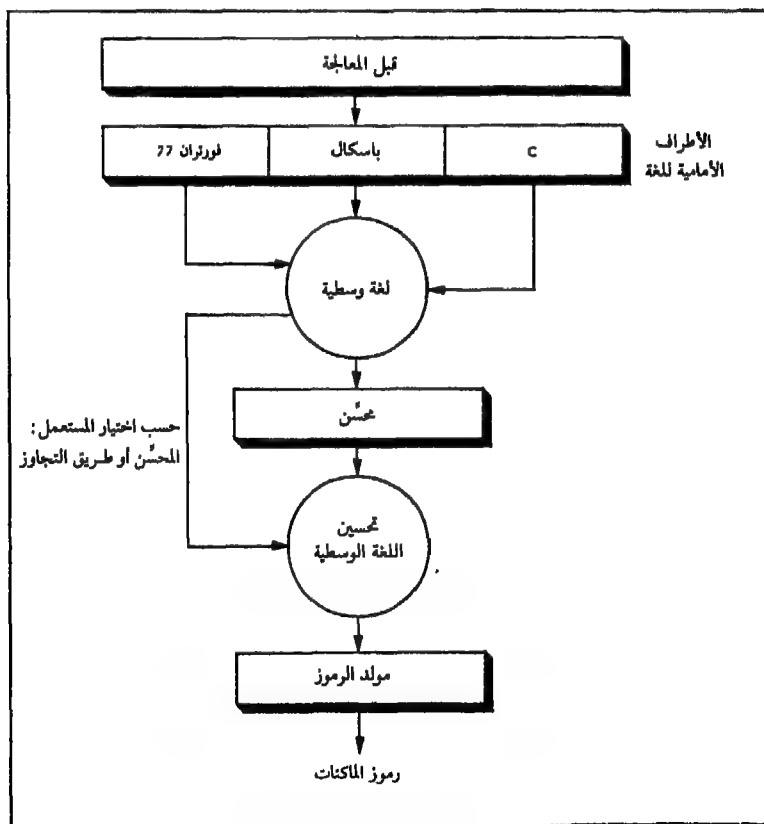 قبل المعالجة
C
باسكال
فورتران 77
الأطراف
الأمامية للغة
لغة وسطية
محسِّن
حسب اختيار المستعمل :
المحسِّن أو طريق التجاوز
تحسين
اللغة الوسطية
مولد الرموز
رموز الماكنات